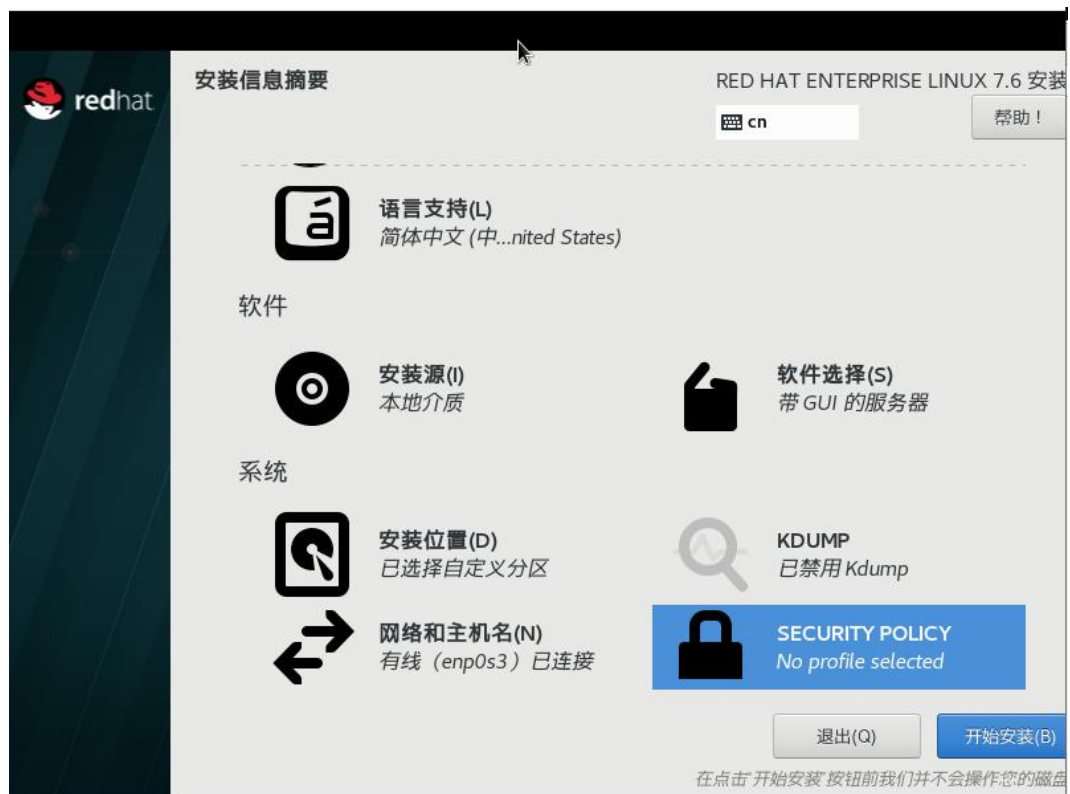 redhat
安装信息摘要
RED HAT ENTERPRISE LINUX 7.6 安装
cn
帮助！
语言支持(L)
简体中文 (中...nited States)
软件
安装源(I)
本地介质
软件选择(S)
带 GUI 的服务器
系统
安装位置(D)
已选择自定义分区
KDUMP
已禁用 Kdump
网络和主机名(N)
有线（enp0s3）已连接
SECURITY POLICY
No profile selected
退出(Q)
开始安装(B)
在点击"开始安装"按钮前我们并不会操作您的磁盘